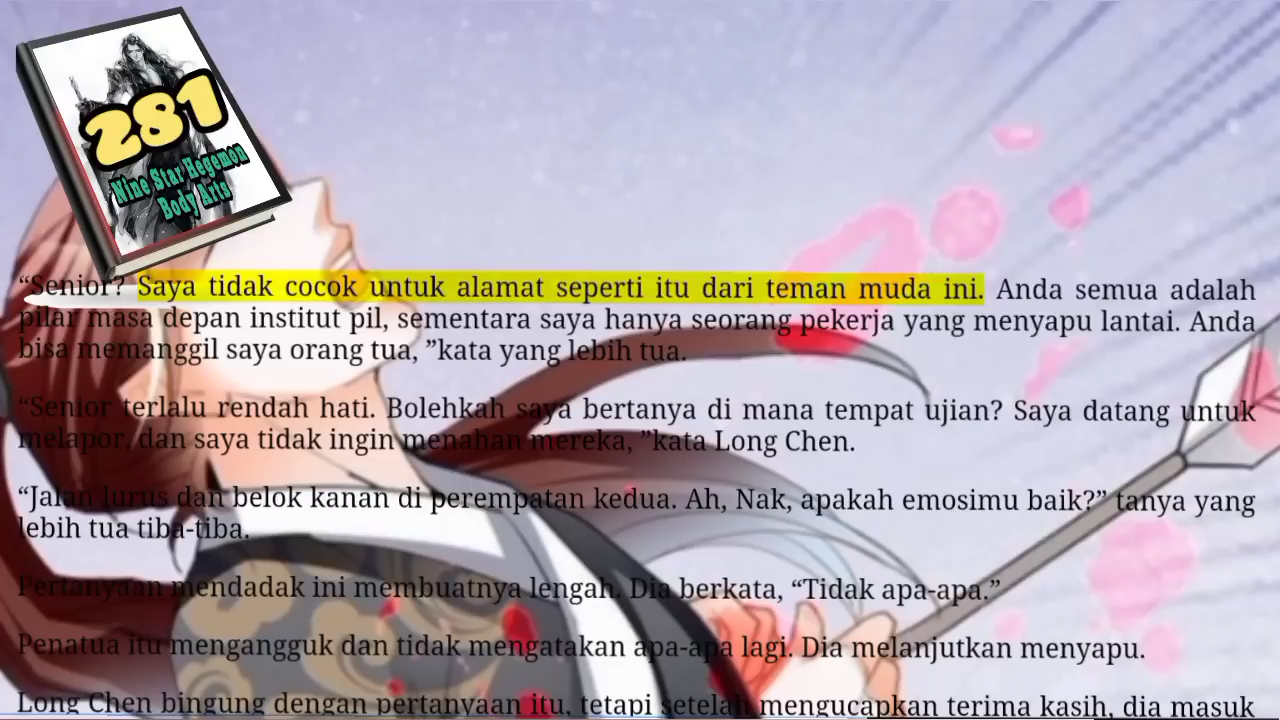 281
Nine Star Hegemon
Body Arts
“Senior? Saya tidak cocok untuk alamat seperti itu dari teman muda ini. Anda semua adalah
pilar masa depan institut pil, sementara saya hanya seorang pekerja yang menyapu lantai. Anda
bisa memanggil saya orang tua, ”kata yang lebih tua.
“Senior terlalu rendah hati. Bolehkah saya bertanya di mana tempat ujian? Saya datang untuk
melapor, dan saya tidak ingin menahan mereka, ”kata Long Chen.
“Jalan lurus dan belok kanan di perempatan kedua. Ah, Nak, apakah emosimu baik?” tanya yang
lebih tua tiba-tiba.
Pertanyaan mendadak ini membuatnya lengah. Dia berkata, “Tidak apa-apa.”
Penatua itu mengangguk dan tidak mengatakan apa-apa lagi. Dia melanjutkan menyapu.
Long Chen bingung dengan pertanyaan itu, tetapi setelah mengucapkan terima kasih, dia masuk